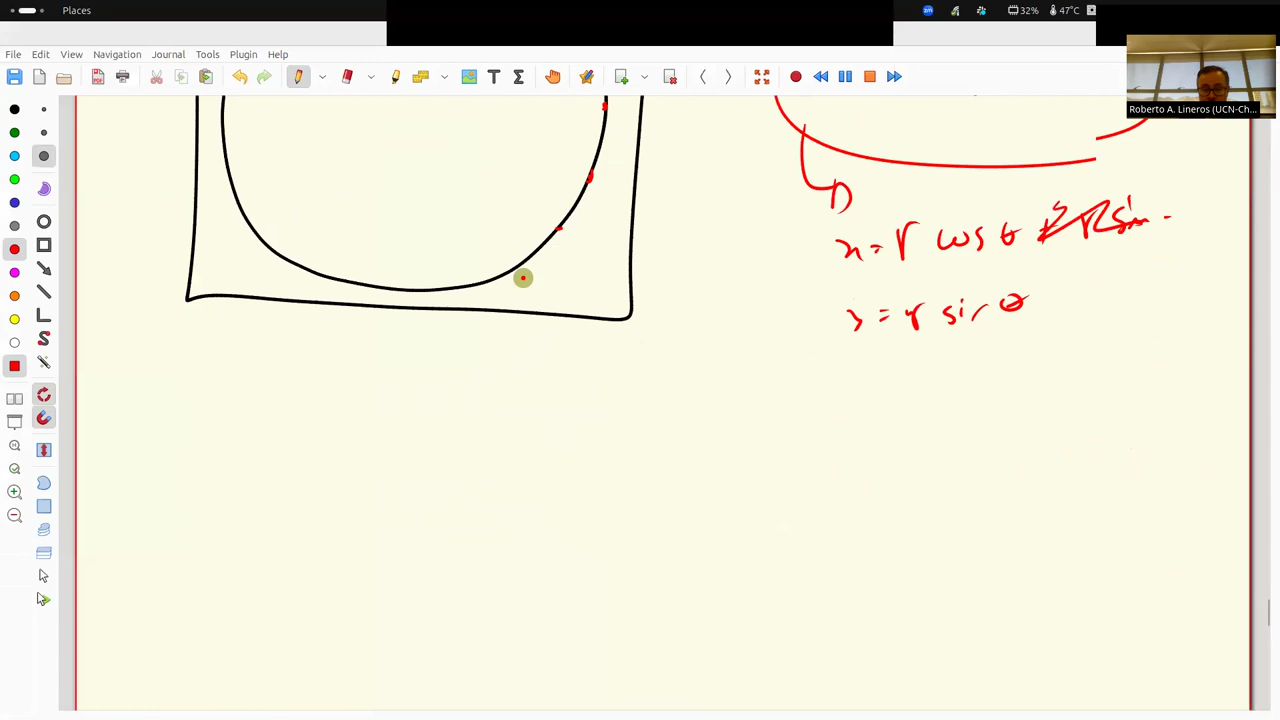 Places
32% 47°C
File Edit View Navigation Journal Tools Plugin Help
Roberto A. Lineros (UCN-Ch...
D
x = r cos θ
y = r sin θ